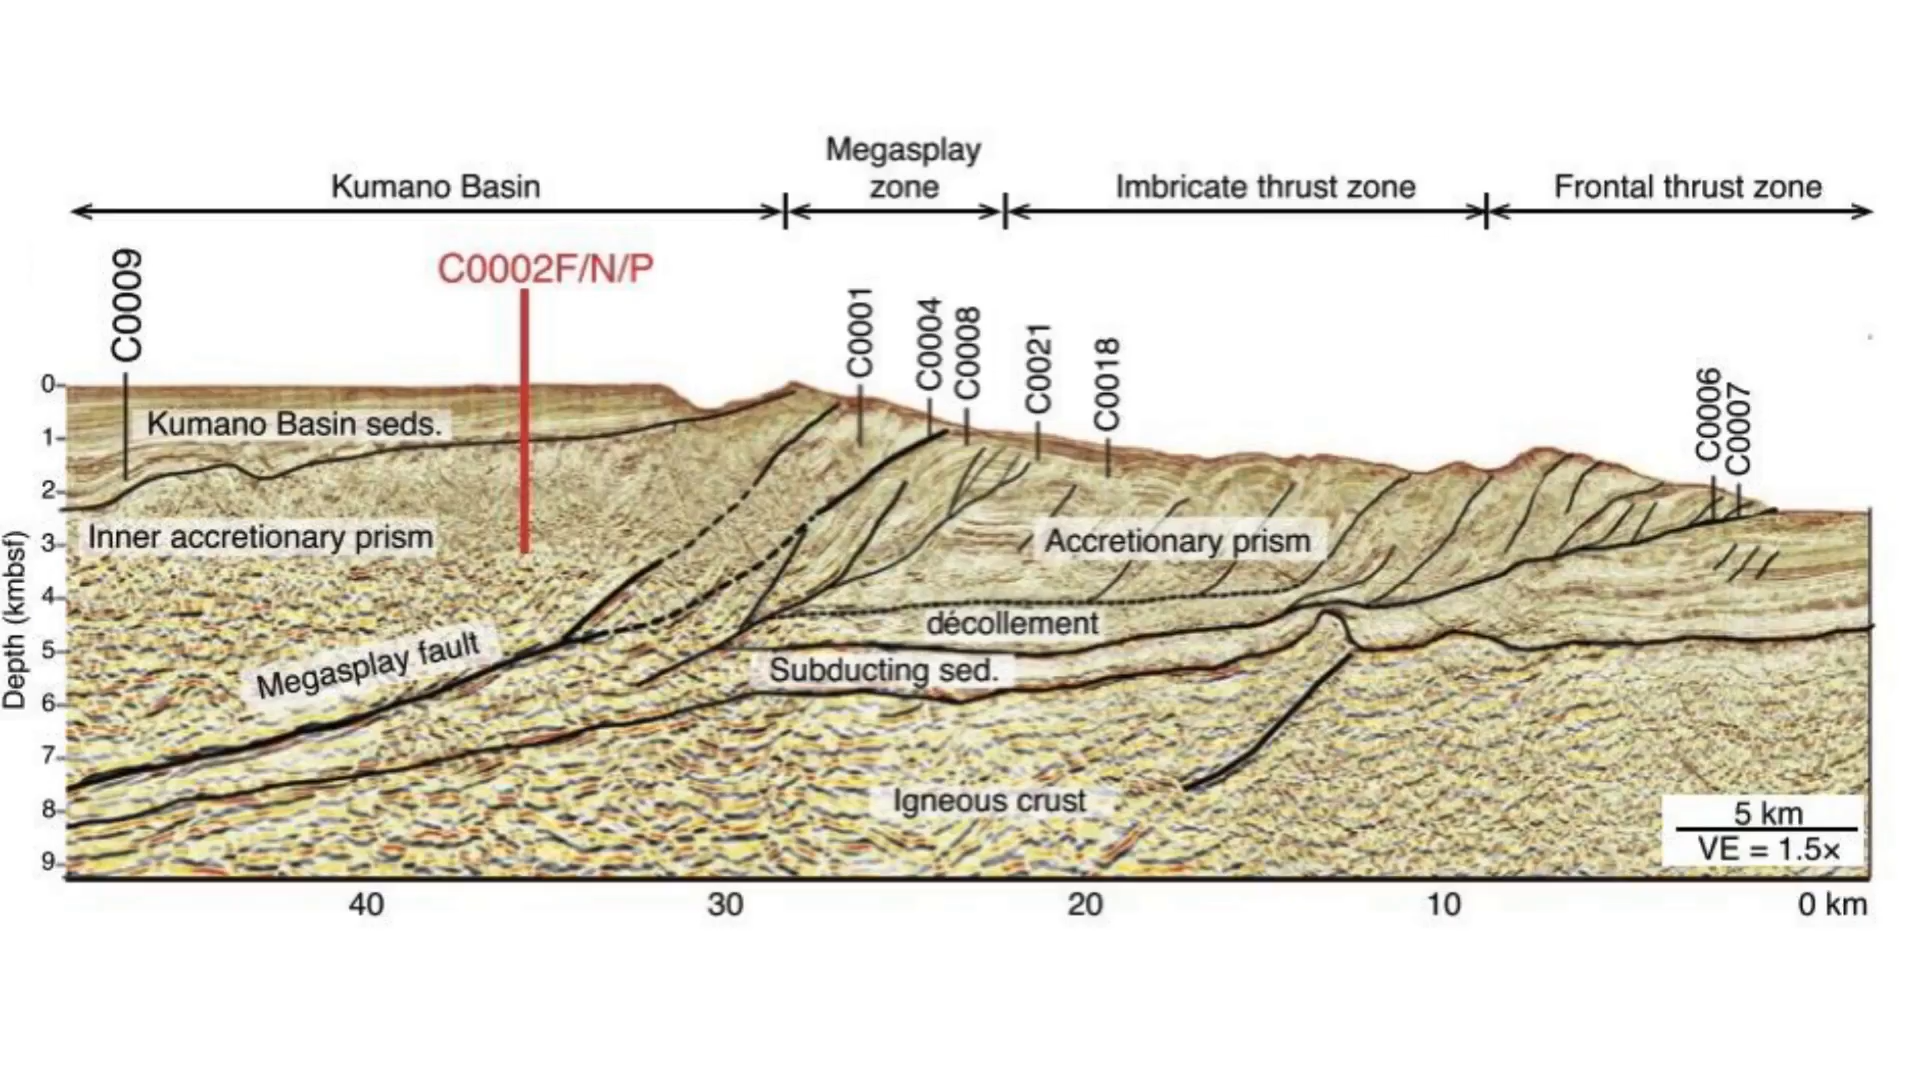 Megasplay
zone
Kumano Basin
Imbricate thrust zone
Frontal thrust zone
C0009
C0002F/N/P
C0001
C0004
C0008
C0021
C0018
C0006
C0007
Kumano Basin seds.
Inner accretionary prism
Accretionary prism
décollement
Megasplay fault
Subducting sed.
Igneous crust
Depth (kmbsf)
0
1
2
3
4
5
6
7
8
9
5 km
VE = 1.5×
40
30
20
10
0 km